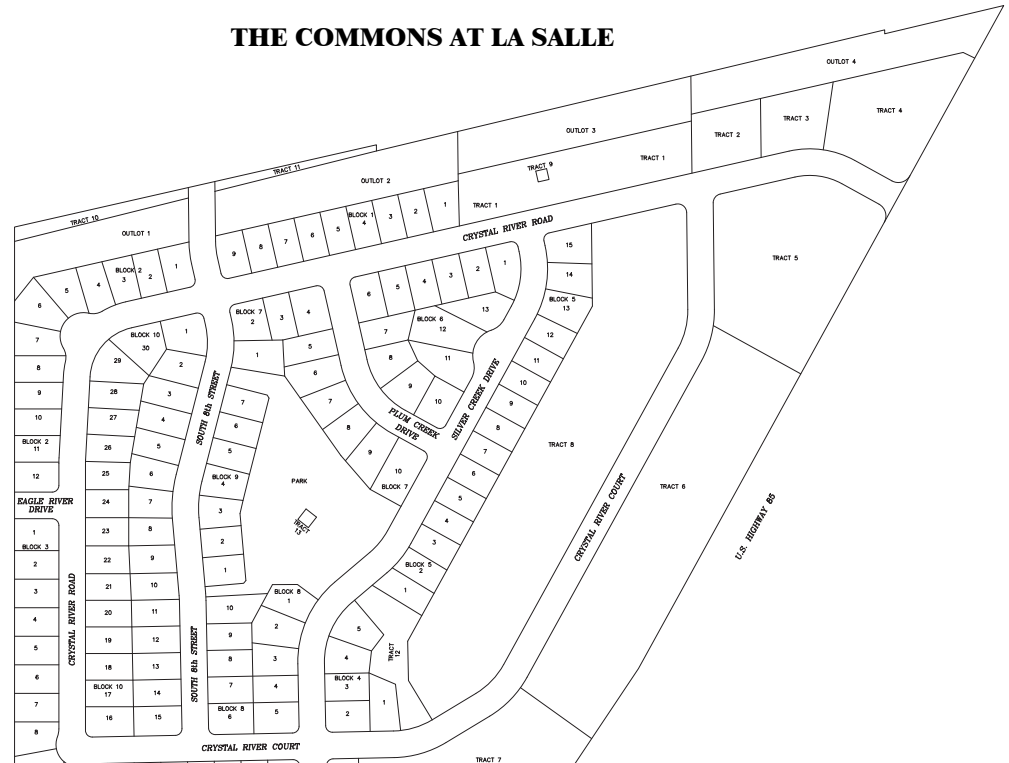 THE COMMONS AT LA SALLE
OUTLOT 4
TRACT 4
TRACT 3
TRACT 2
OUTLOT 3
TRACT 1
TRACT 9
TRACT 11
OUTLOT 2
TRACT 1
TRACT 10
OUTLOT 1
CRYSTAL RIVER ROAD
BLOCK 1
9
8
7
6
5
4
3
2
1
BLOCK 2
6
5
4
3
2
1
7
8
9
10
BLOCK 2
11
12
EAGLE RIVER
DRIVE
1
BLOCK 3
2
3
4
5
6
7
8
CRYSTAL RIVER ROAD
BLOCK 10
30
1
29
2
28
3
27
4
26
5
25
6
24
7
23
8
22
9
21
10
20
11
19
12
18
13
BLOCK 10
17
14
16
15
SOUTH 8th STREET
SOUTH 8th STREET
BLOCK 7
2
3
4
1
5
6
7
8
9
10
BLOCK 7
7
6
5
BLOCK 9
4
3
2
1
PARK
TRACT
13
BLOCK 8
1
10
2
9
8
3
7
4
BLOCK 8
6
5
6
5
4
3
2
1
BLOCK 6
12
13
7
8
11
9
10
PLUM CREEK
DRIVE
SILVER CREEK DRIVE
15
14
BLOCK 5
13
12
11
10
9
8
7
6
5
4
3
BLOCK 5
2
1
5
4
BLOCK 4
3
2
1
TRACT
12
TRACT 5
TRACT 8
TRACT 6
CRYSTAL RIVER COURT
U.S. HIGHWAY 85
CRYSTAL RIVER COURT
TRACT 7